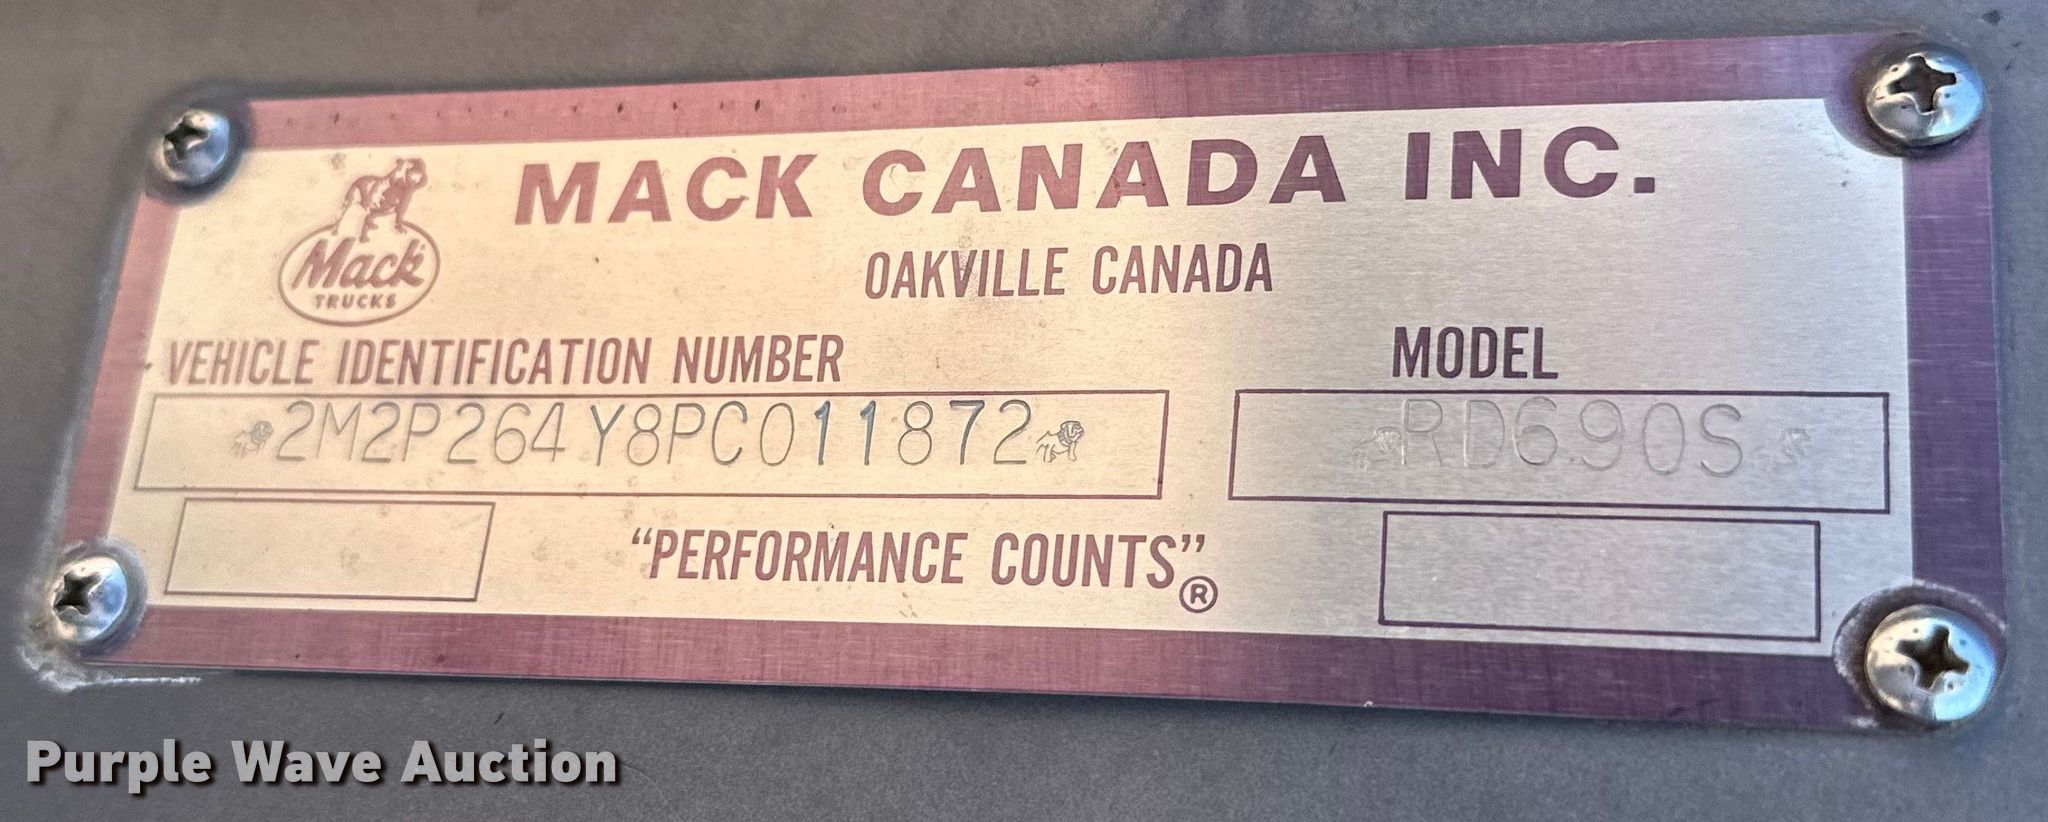 MACK CANADA INC.
Mack
TRUCKS
OAKVILLE CANADA
VEHICLE IDENTIFICATION NUMBER
MODEL
2M2P264Y8PC011872
RD690S
"PERFORMANCE COUNTS"®
Purple Wave Auction